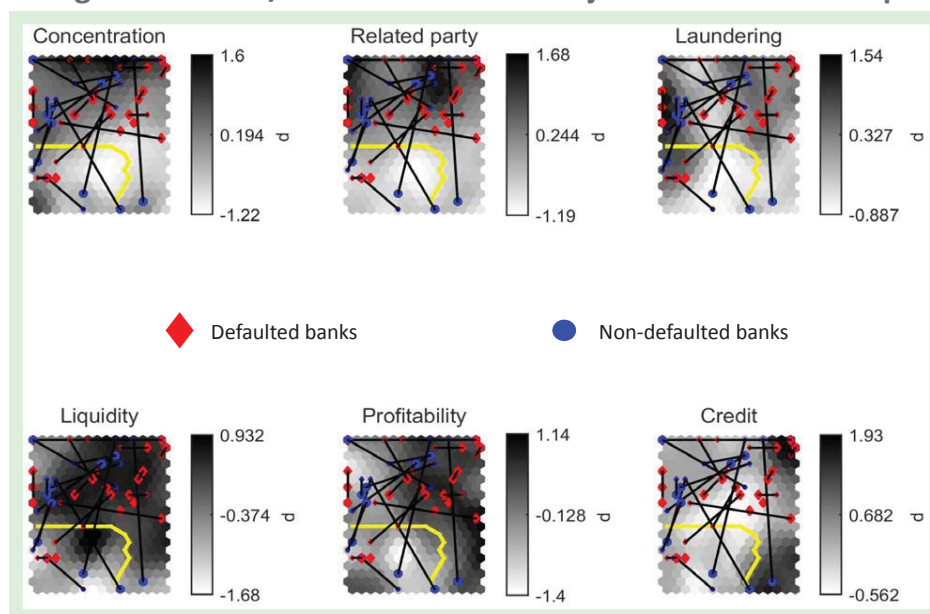 Concentration
1.6
0.194
d
-1.22
Related party
1.68
0.244
d
-1.19
Laundering
1.54
0.327
d
-0.887
Defaulted banks
Non-defaulted banks
Liquidity
0.932
-0.374
d
-1.68
Profitability
1.14
-0.128
d
-1.4
Credit
1.93
0.682
d
-0.562